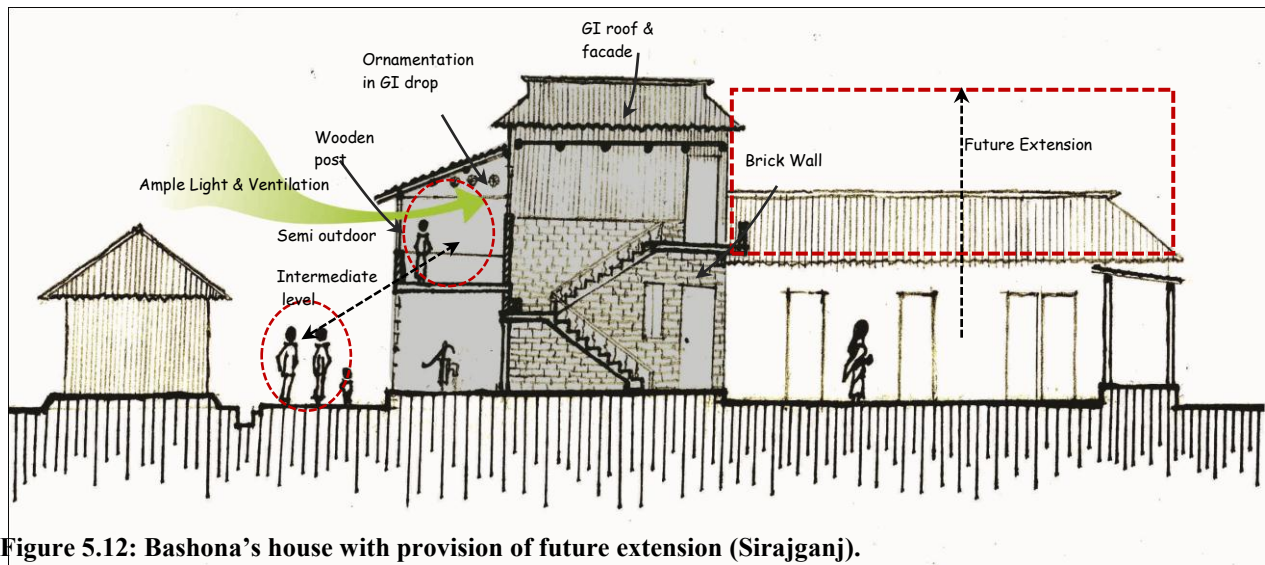 GI roof &
facade
Ornamentation
in GI drop
Wooden
post
Brick Wall
Future Extension
Ample Light & Ventilation
Semi outdoor
Intermediate
level
Figure 5.12: Bashona’s house with provision of future extension (Sirajganj).